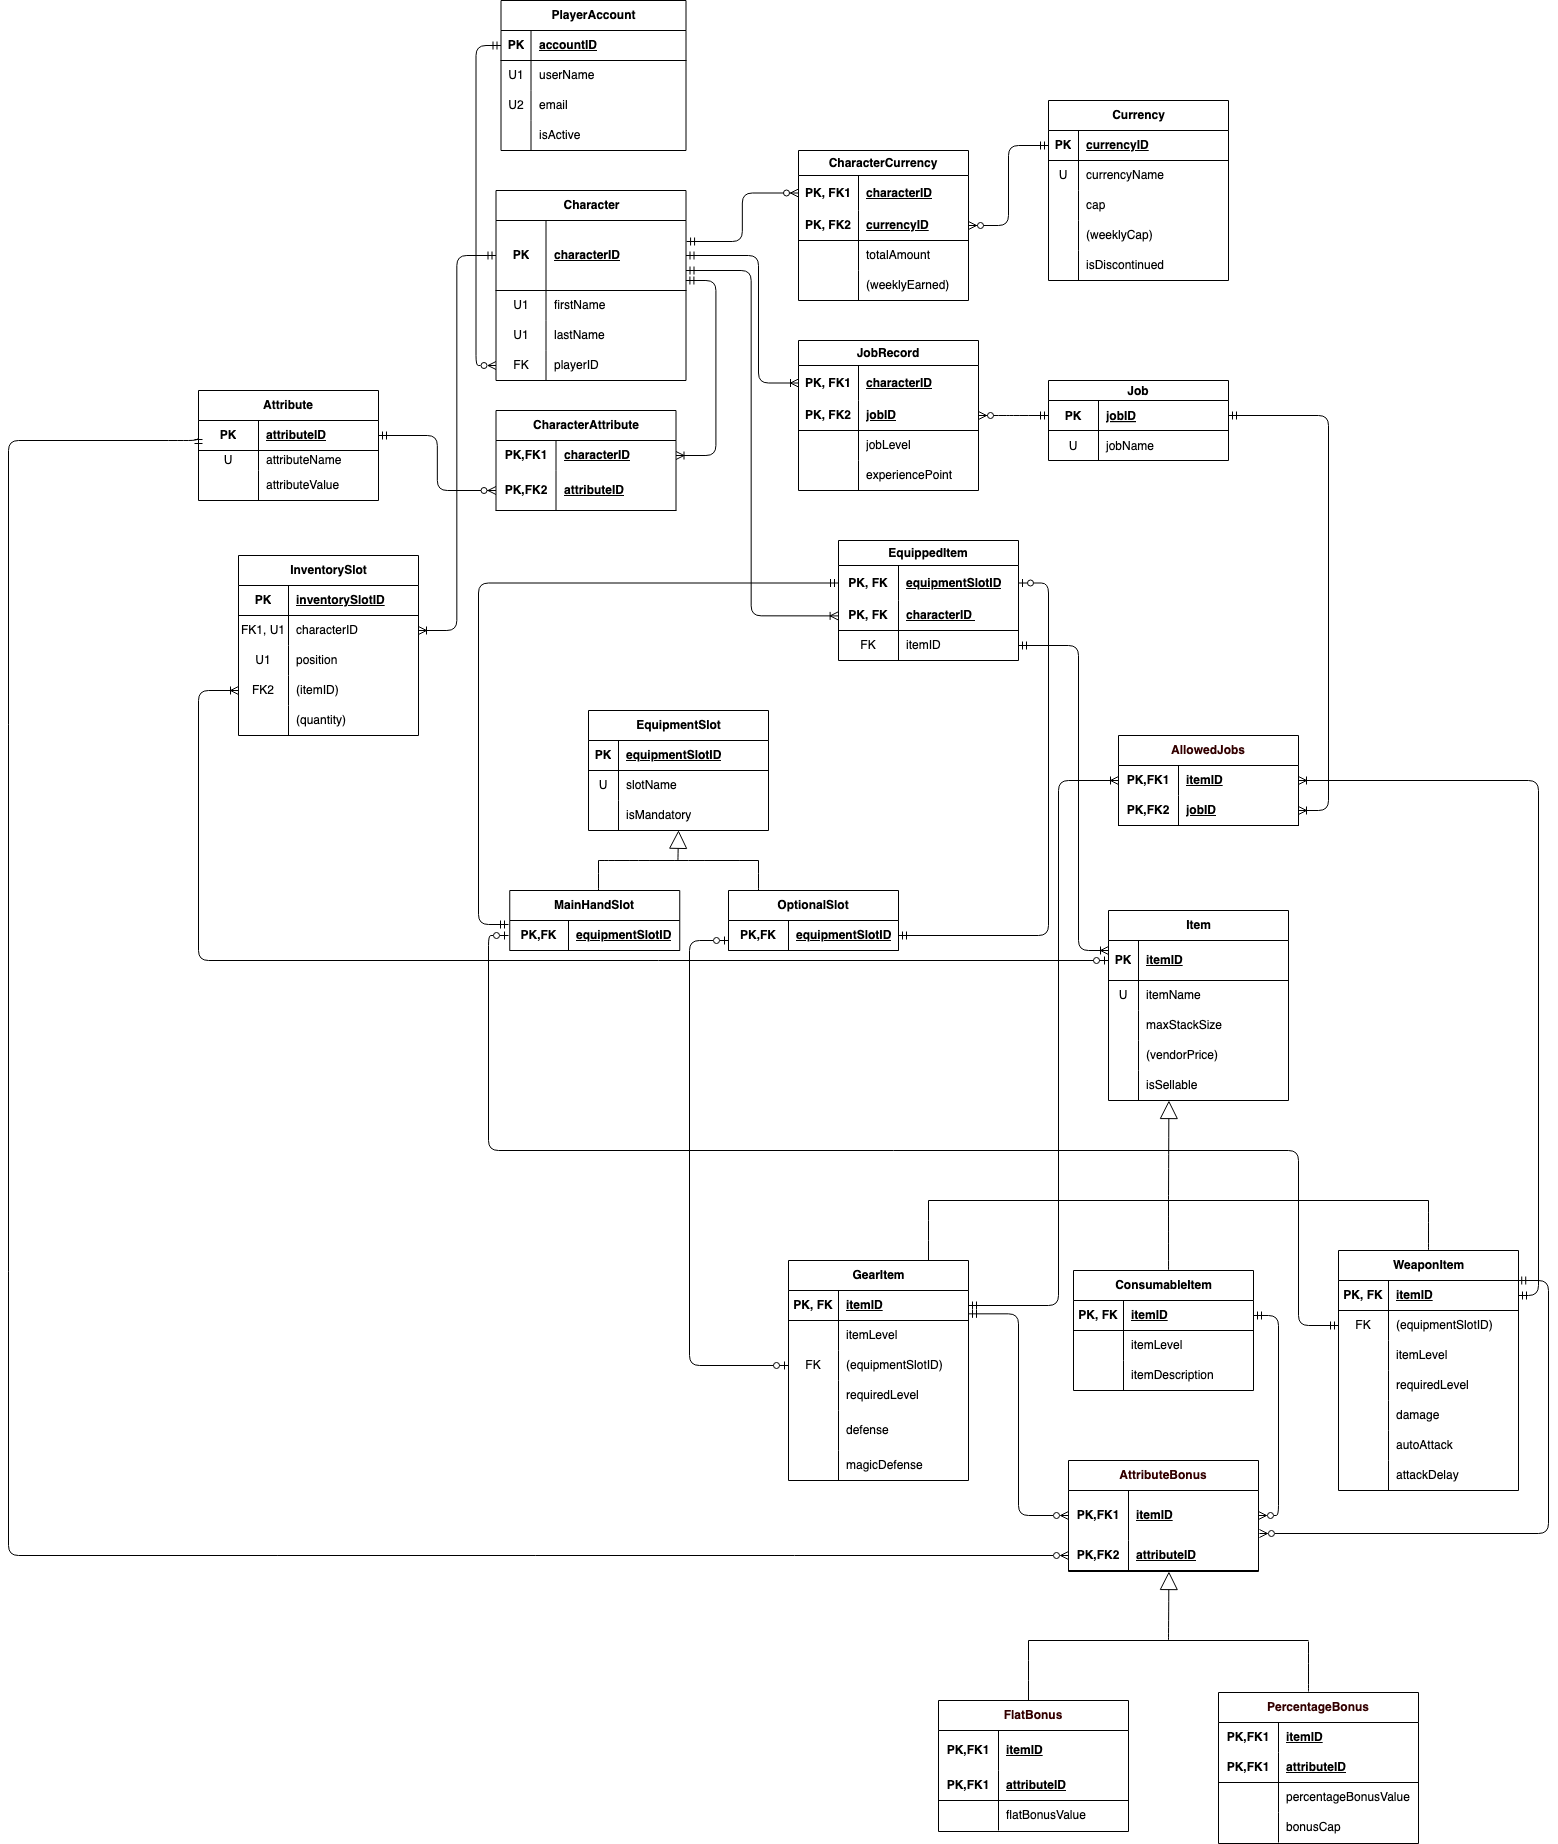 PlayerAccount
PK accountID
U1 userName
U2 email
isActive
Currency
PK currencyID
U currencyName
cap
(weeklyCap)
isDiscontinued
CharacterCurrency
PK, FK1 characterID
PK, FK2 currencyID
totalAmount
(weeklyEarned)
Character
PK characterID
U1 firstName
U1 lastName
FK playerID
JobRecord
PK, FK1 characterID
PK, FK2 jobID
jobLevel
experiencePoint
Job
PK jobID
U jobName
Attribute
PK attributeID
U attributeName
attributeValue
CharacterAttribute
PK,FK1 characterID
PK,FK2 attributeID
InventorySlot
PK inventorySlotID
FK1, U1 characterID
U1 position
FK2 (itemID)
(quantity)
EquippedItem
PK, FK equipmentSlotID
PK, FK characterID
FK itemID
EquipmentSlot
PK equipmentSlotID
U slotName
isMandatory
AllowedJobs
PK,FK1 itemID
PK,FK2 jobID
MainHandSlot
PK,FK equipmentSlotID
OptionalSlot
PK,FK equipmentSlotID
Item
PK itemID
U itemName
maxStackSize
(vendorPrice)
isSellable
GearItem
PK, FK itemID
itemLevel
FK (equipmentSlotID)
requiredLevel
defense
magicDefense
ConsumableItem
PK, FK itemID
itemLevel
itemDescription
WeaponItem
PK, FK itemID
FK (equipmentSlotID)
itemLevel
requiredLevel
damage
autoAttack
attackDelay
AttributeBonus
PK,FK1 itemID
PK,FK2 attributeID
FlatBonus
PK,FK1 itemID
PK,FK1 attributeID
flatBonusValue
PercentageBonus
PK,FK1 itemID
PK,FK1 attributeID
percentageBonusValue
bonusCap